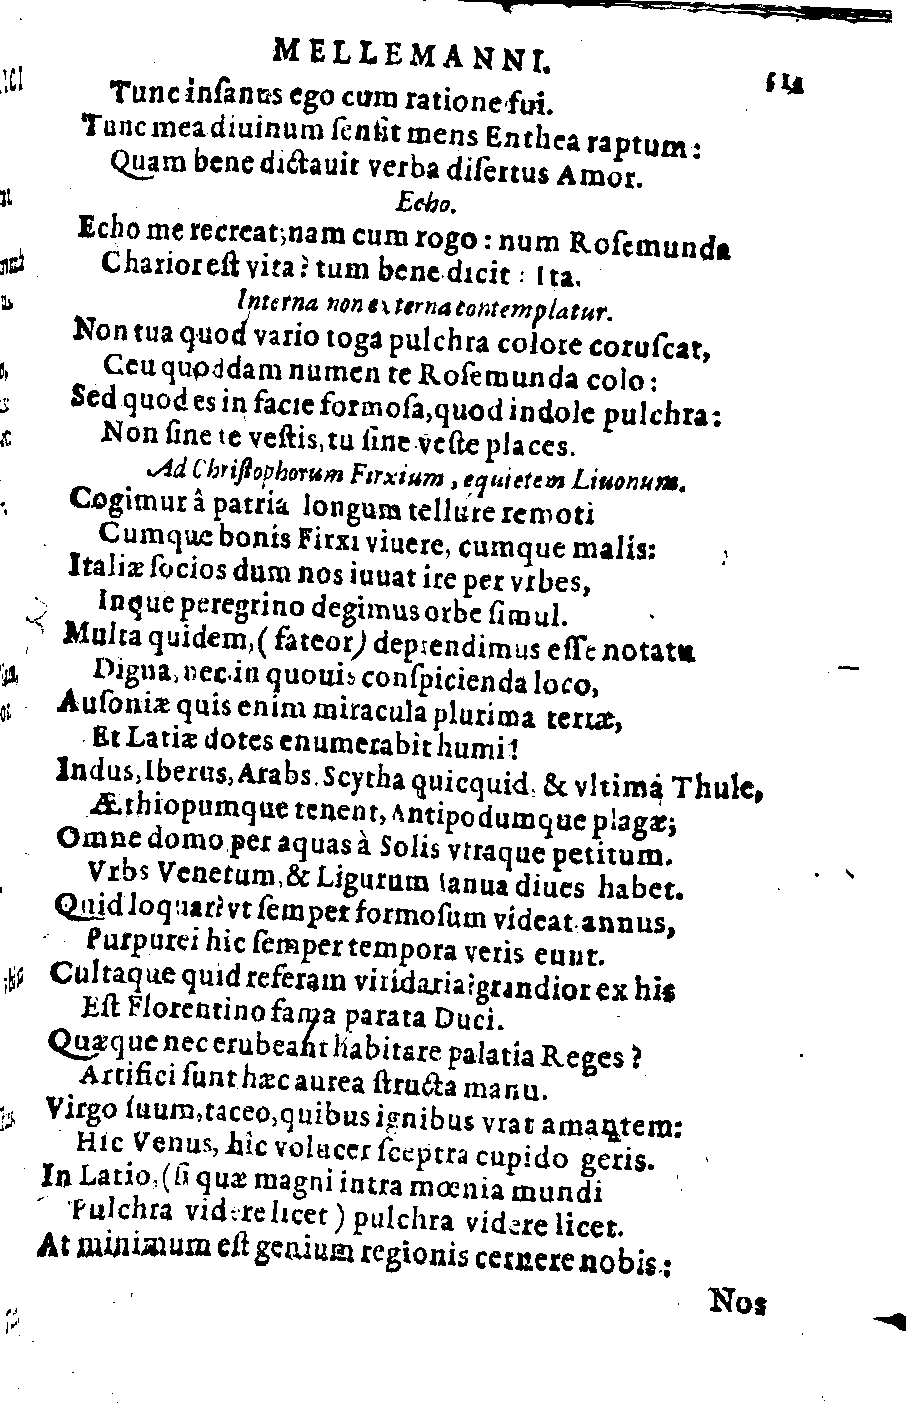 MELLEMANNI.
Tunc inſanus ego cum ratione fui.
Tunc mea diuinum ſenſit mens Enthea raptum:
Quam bene dictauit verba diſertus Amor.
Echo.
Echo me recreat; nam cum rogo: num Roſemunda
Charior eſt vita? tum bene dicit: Ita.
Interna non externa contemplatur.
Non tua quod vario toga pulchra colore coruſcat,
Ceu quoddam numen te Roſemunda colo:
Sed quod es in facie formoſa, quod indole pulchra:
Non ſine te veſtis, tu ſine veſte places.
Ad Chriſtophorum Firxium, equietem Liuonum.
Cogimur â patria longum tellure remoti
Cumque bonis Firxi viuere, cumque malis:
Italiæ ſocios dum nos iuuat ire per vrbes,
Inque peregrino degimus orbe ſimul.
Multa quidem, (fateor) deprendimus eſſe notatu
Digna, nec in quouis conſpicienda loco,
Auſoniæ quis enim miracula plurima terræ,
Et Latiæ dotes enumerabit humi!
Indus, Iberus, Arabs. Scytha quicquid, & vltima Thule,
Æthiopumque tenent, Antipodumque plagæ;
Omne domo per aquas à Solis vtraque petitum.
Vrbs Venetum, & Ligurum ianua diues habet.
Quid loquar? vt ſemper formoſum videat annus,
Purpurei hic ſemper tempora veris eunt.
Cultaque quid referam viridaria? grandior ex his
Eſt Florentino fama parata Duci.
Quæque nec erubeant habitare palatia Reges?
Artifici ſunt hæc aurea ſtructa manu.
Virgo ſuum, taceo, quibus ignibus vrat amantem:
Hic Venus, hic volucer ſceptra cupido geris.
In Latio, (ſi quæ magni intra mœnia mundi
Pulchra videre licet) pulchra videre licet.
At minimum eſt genium regionis cernere nobis:
Nos